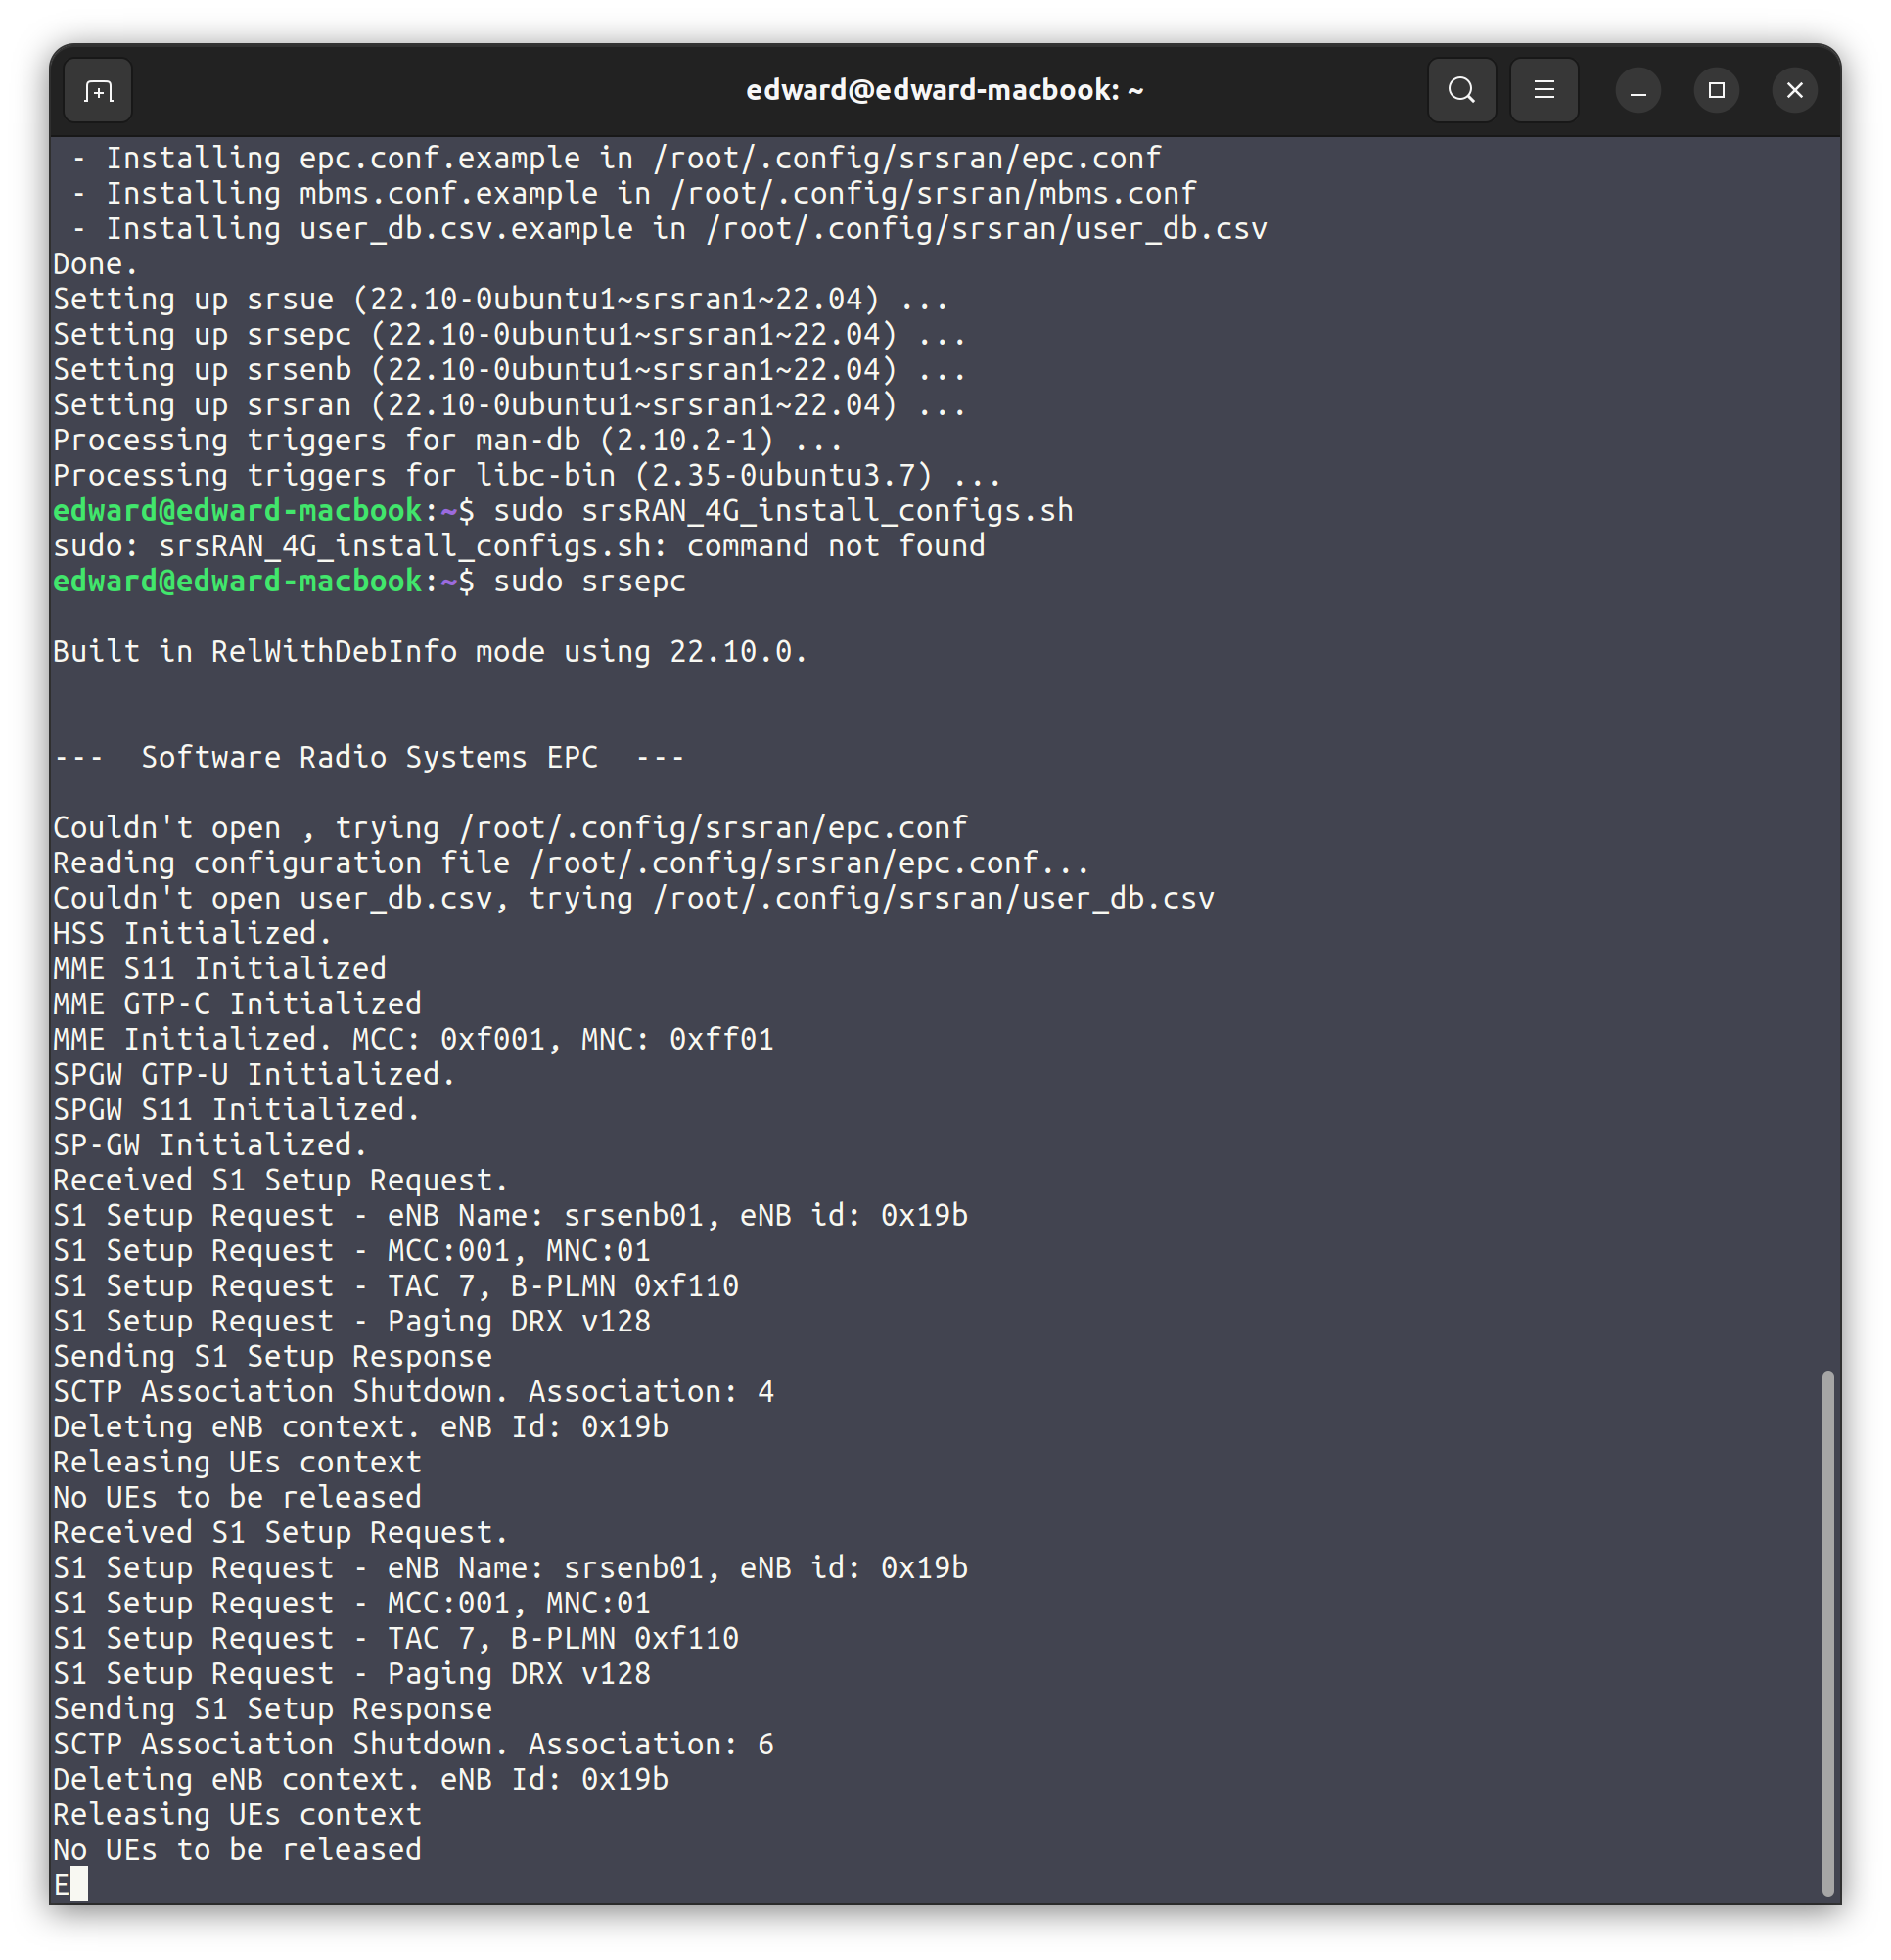 edward@edward-macbook: ~
 - Installing epc.conf.example in /root/.config/srsran/epc.conf
 - Installing mbms.conf.example in /root/.config/srsran/mbms.conf
 - Installing user_db.csv.example in /root/.config/srsran/user_db.csv
Done.
Setting up srsue (22.10-0ubuntu1~srsran1~22.04) ...
Setting up srsepc (22.10-0ubuntu1~srsran1~22.04) ...
Setting up srsenb (22.10-0ubuntu1~srsran1~22.04) ...
Setting up srsran (22.10-0ubuntu1~srsran1~22.04) ...
Processing triggers for man-db (2.10.2-1) ...
Processing triggers for libc-bin (2.35-0ubuntu3.7) ...
edward@edward-macbook:~$ sudo srsRAN_4G_install_configs.sh
sudo: srsRAN_4G_install_configs.sh: command not found
edward@edward-macbook:~$ sudo srsepc
Built in RelWithDebInfo mode using 22.10.0.
---  Software Radio Systems EPC  ---
Couldn't open , trying /root/.config/srsran/epc.conf
Reading configuration file /root/.config/srsran/epc.conf...
Couldn't open user_db.csv, trying /root/.config/srsran/user_db.csv
HSS Initialized.
MME S11 Initialized
MME GTP-C Initialized
MME Initialized. MCC: 0xf001, MNC: 0xff01
SPGW GTP-U Initialized.
SPGW S11 Initialized.
SP-GW Initialized.
Received S1 Setup Request.
S1 Setup Request - eNB Name: srsenb01, eNB id: 0x19b
S1 Setup Request - MCC:001, MNC:01
S1 Setup Request - TAC 7, B-PLMN 0xf110
S1 Setup Request - Paging DRX v128
Sending S1 Setup Response
SCTP Association Shutdown. Association: 4
Deleting eNB context. eNB Id: 0x19b
Releasing UEs context
No UEs to be released
Received S1 Setup Request.
S1 Setup Request - eNB Name: srsenb01, eNB id: 0x19b
S1 Setup Request - MCC:001, MNC:01
S1 Setup Request - TAC 7, B-PLMN 0xf110
S1 Setup Request - Paging DRX v128
Sending S1 Setup Response
SCTP Association Shutdown. Association: 6
Deleting eNB context. eNB Id: 0x19b
Releasing UEs context
No UEs to be released
E